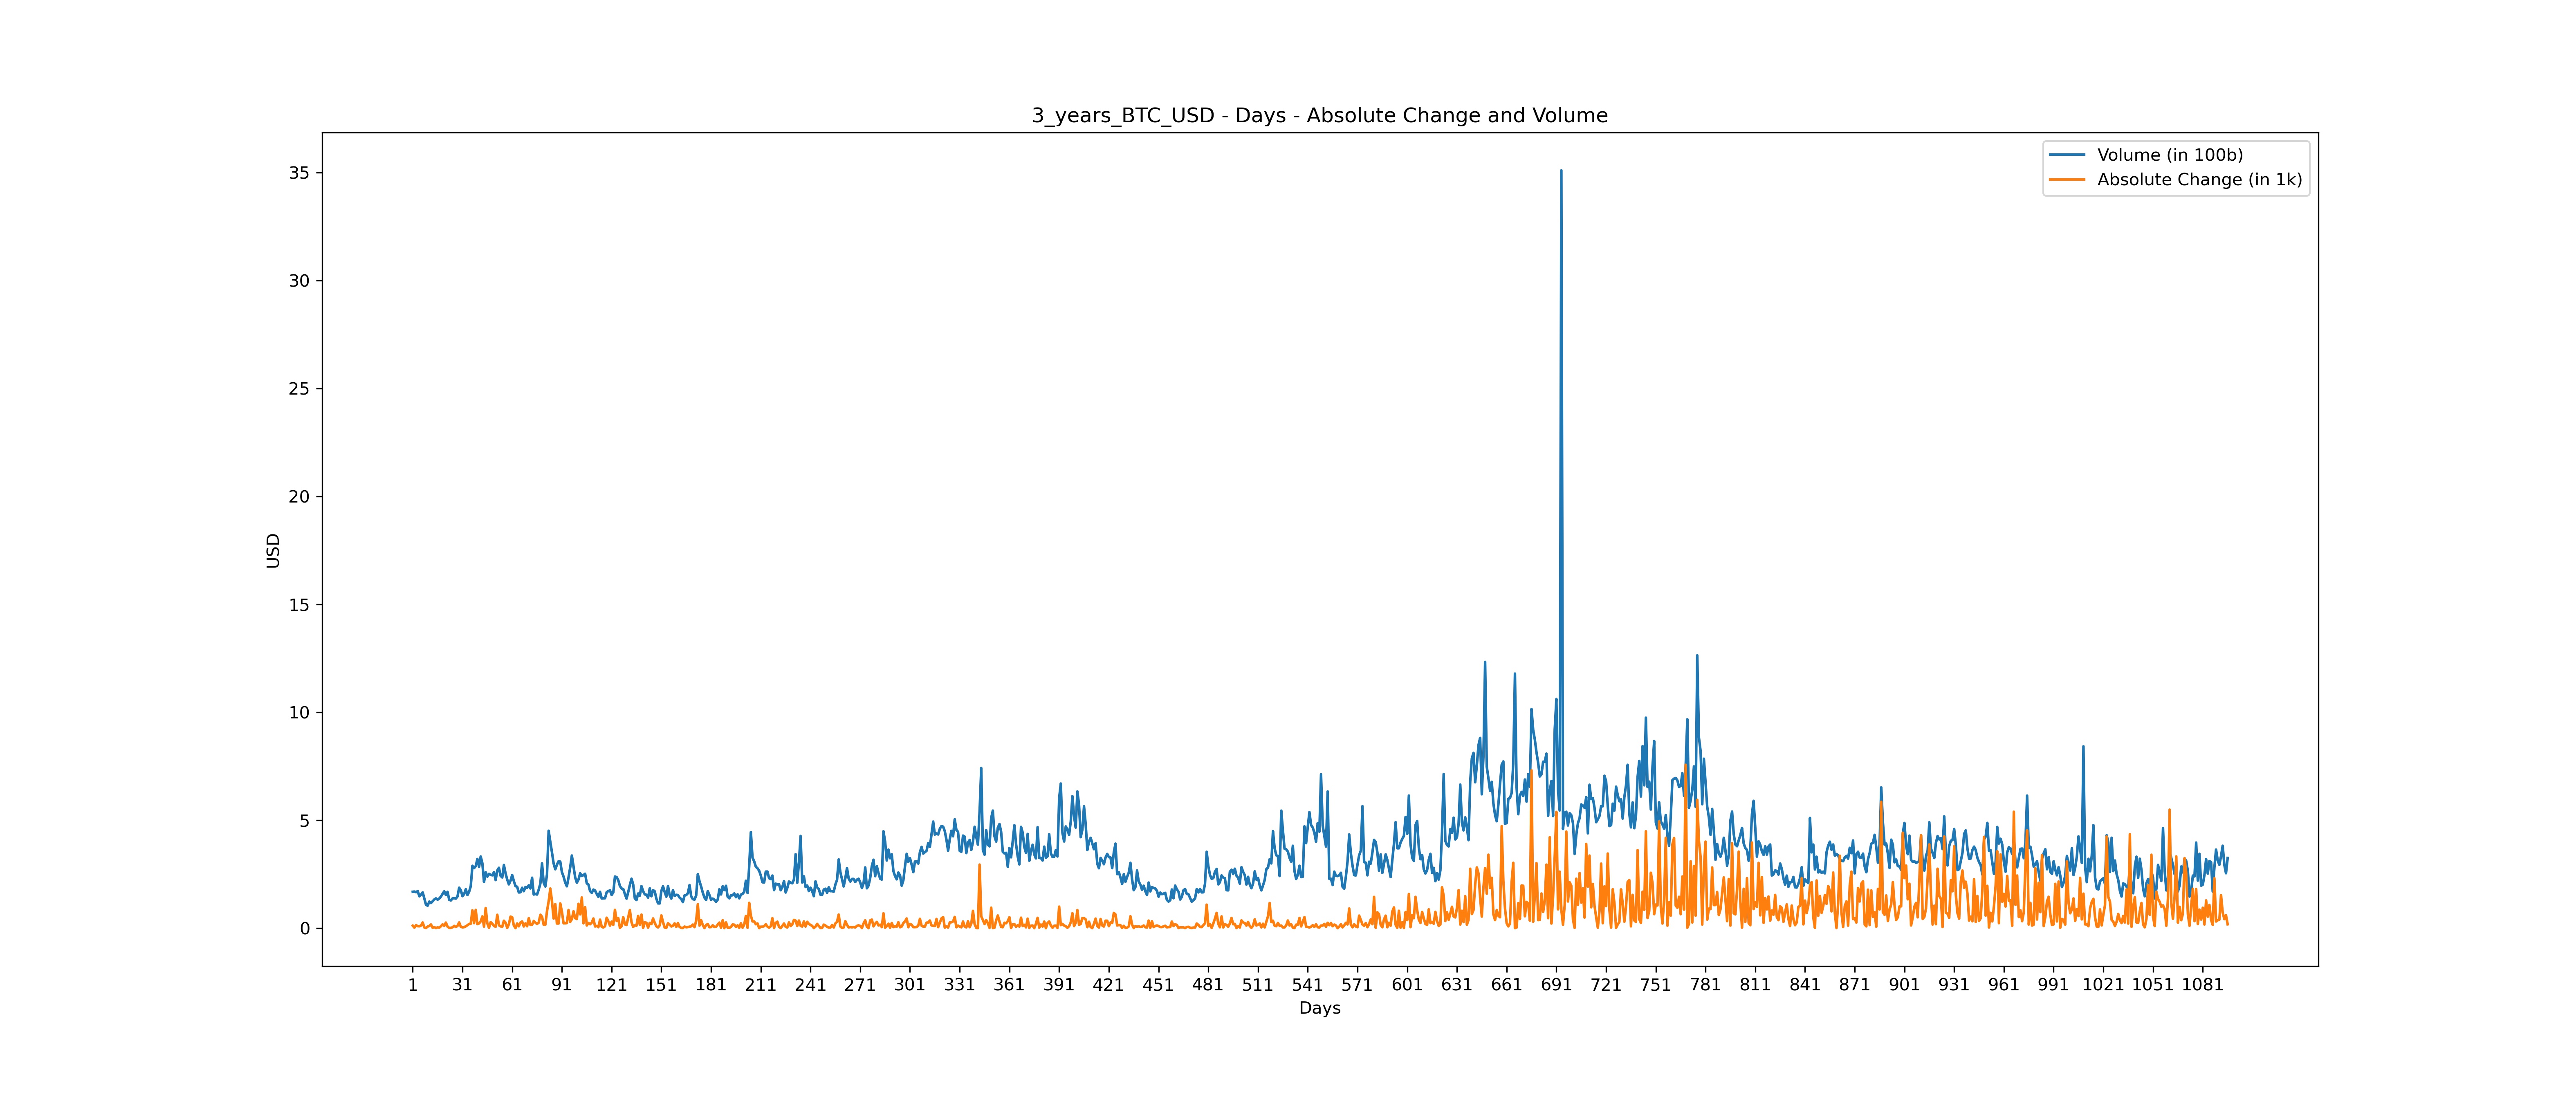 3_years_BTC_USD - Days - Absolute Change and Volume
Volume (in 100b)
Absolute Change (in 1k)
35
30
25
20
15
10
5
0
USD
1 31 61 91 121 151 181 211 241 271 301 331 361 391 421 451 481 511 541 571 601 631 661 691 721 751 781 811 841 871 901 931 961 991 1021 1051 1081
Days